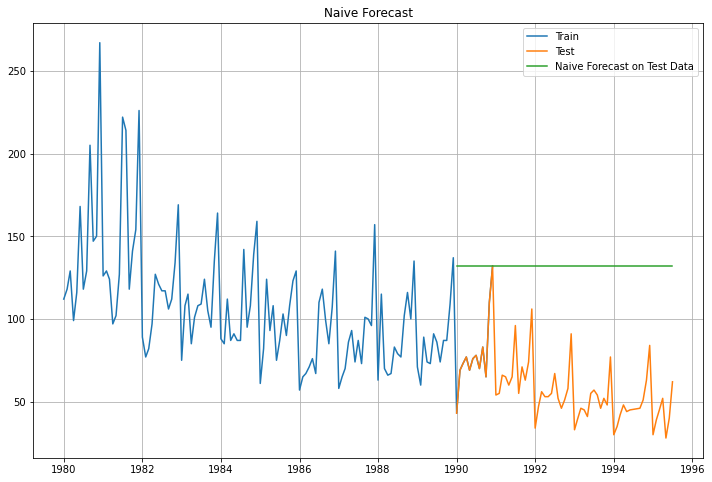 Naive Forecast
Train
Test
Naive Forecast on Test Data
250
200
150
100
50
1980 1982 1984 1986 1988 1990 1992 1994 1996